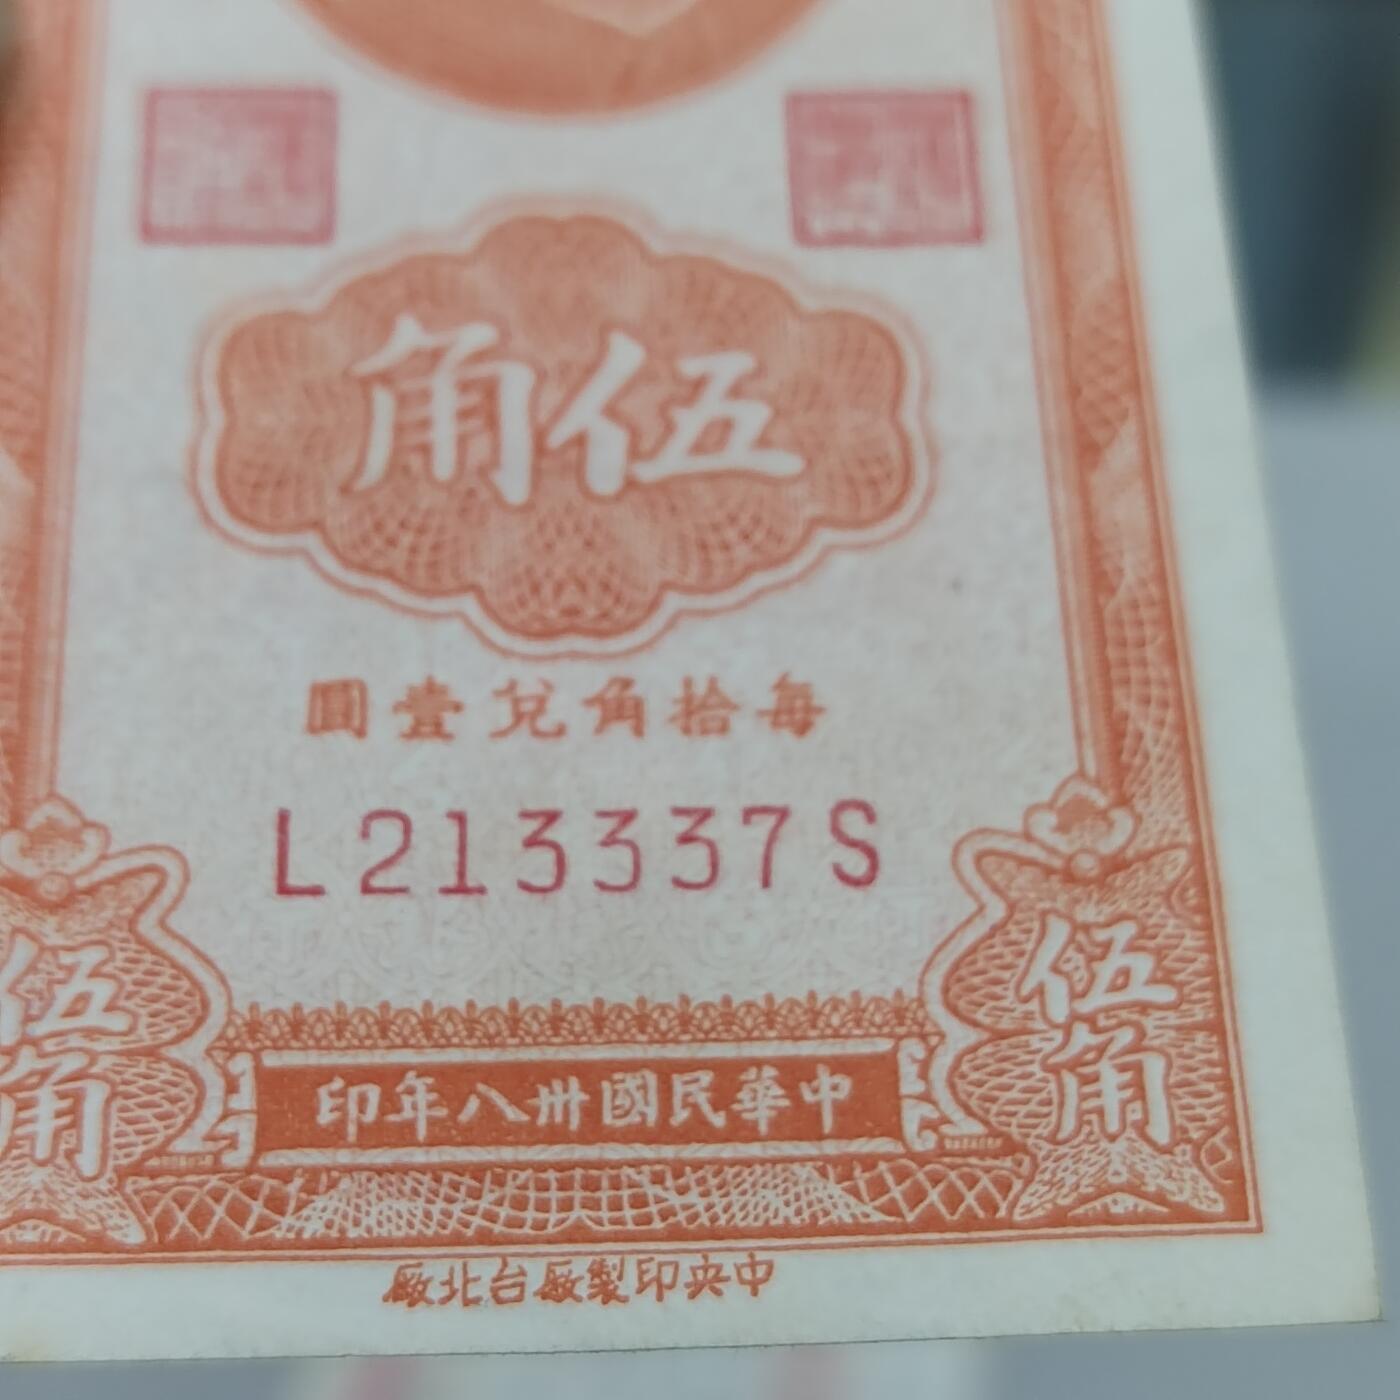 伍角
每拾角兌壹圓
L213337S
伍角
伍角
中華民國卅八年印
中央印製廠台北廠